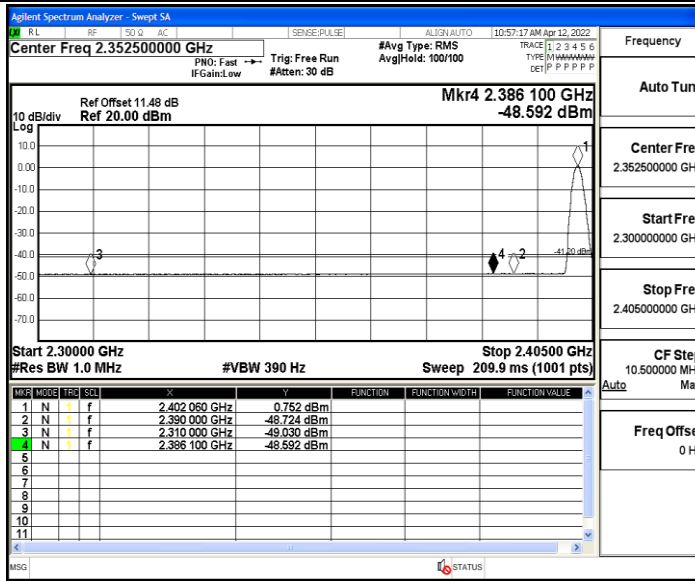 Agilent Spectrum Analyzer - Swept SA
RL RF 50 Ω AC SENSE:PULSE ALIGN AUTO 10:57:17 AM Apr 12, 2022
Center Freq 2.352500000 GHz
PNO: Fast
IFGain:Low
Trig: Free Run
#Atten: 30 dB
#Avg Type: RMS
Avg|Hold: 100/100
TRACE 1 2 3 4 5 6
TYPE M WWWWW
DET P P P P P P
Ref Offset 11.48 dB
10 dB/div Ref 20.00 dBm
Log
Mkr4 2.386 100 GHz
-48.592 dBm
10.0
0.00
-10.0
-20.0
-30.0
-40.0
-50.0
-60.0
-70.0
1
2
3
4
-41.20 dBm
Start 2.30000 GHz Stop 2.40500 GHz
#Res BW 1.0 MHz #VBW 390 Hz Sweep 209.9 ms (1001 pts)
MKR MODE TRC SCL X Y FUNCTION FUNCTION WIDTH FUNCTION VALUE
1 N 1 f 2.402 060 GHz 0.752 dBm
2 N 1 f 2.390 000 GHz -48.724 dBm
3 N 1 f 2.310 000 GHz -49.030 dBm
4 N 1 f 2.386 100 GHz -48.592 dBm
5
6
7
8
9
10
11
MSG STATUS
Frequency
Auto Tun
Center Fre
2.352500000 GH
Start Fre
2.300000000 GH
Stop Fre
2.405000000 GH
CF Step
10.500000 MH
Auto Ma
Freq Offse
0 H